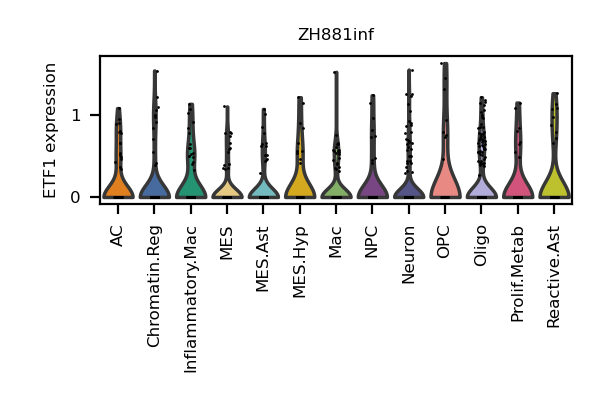 ZH881inf
ETF1 expression
1
0
AC
Chromatin.Reg
Inflammatory.Mac
MES
MES.Ast
MES.Hyp
Mac
NPC
Neuron
OPC
Oligo
Prolif.Metab
Reactive.Ast